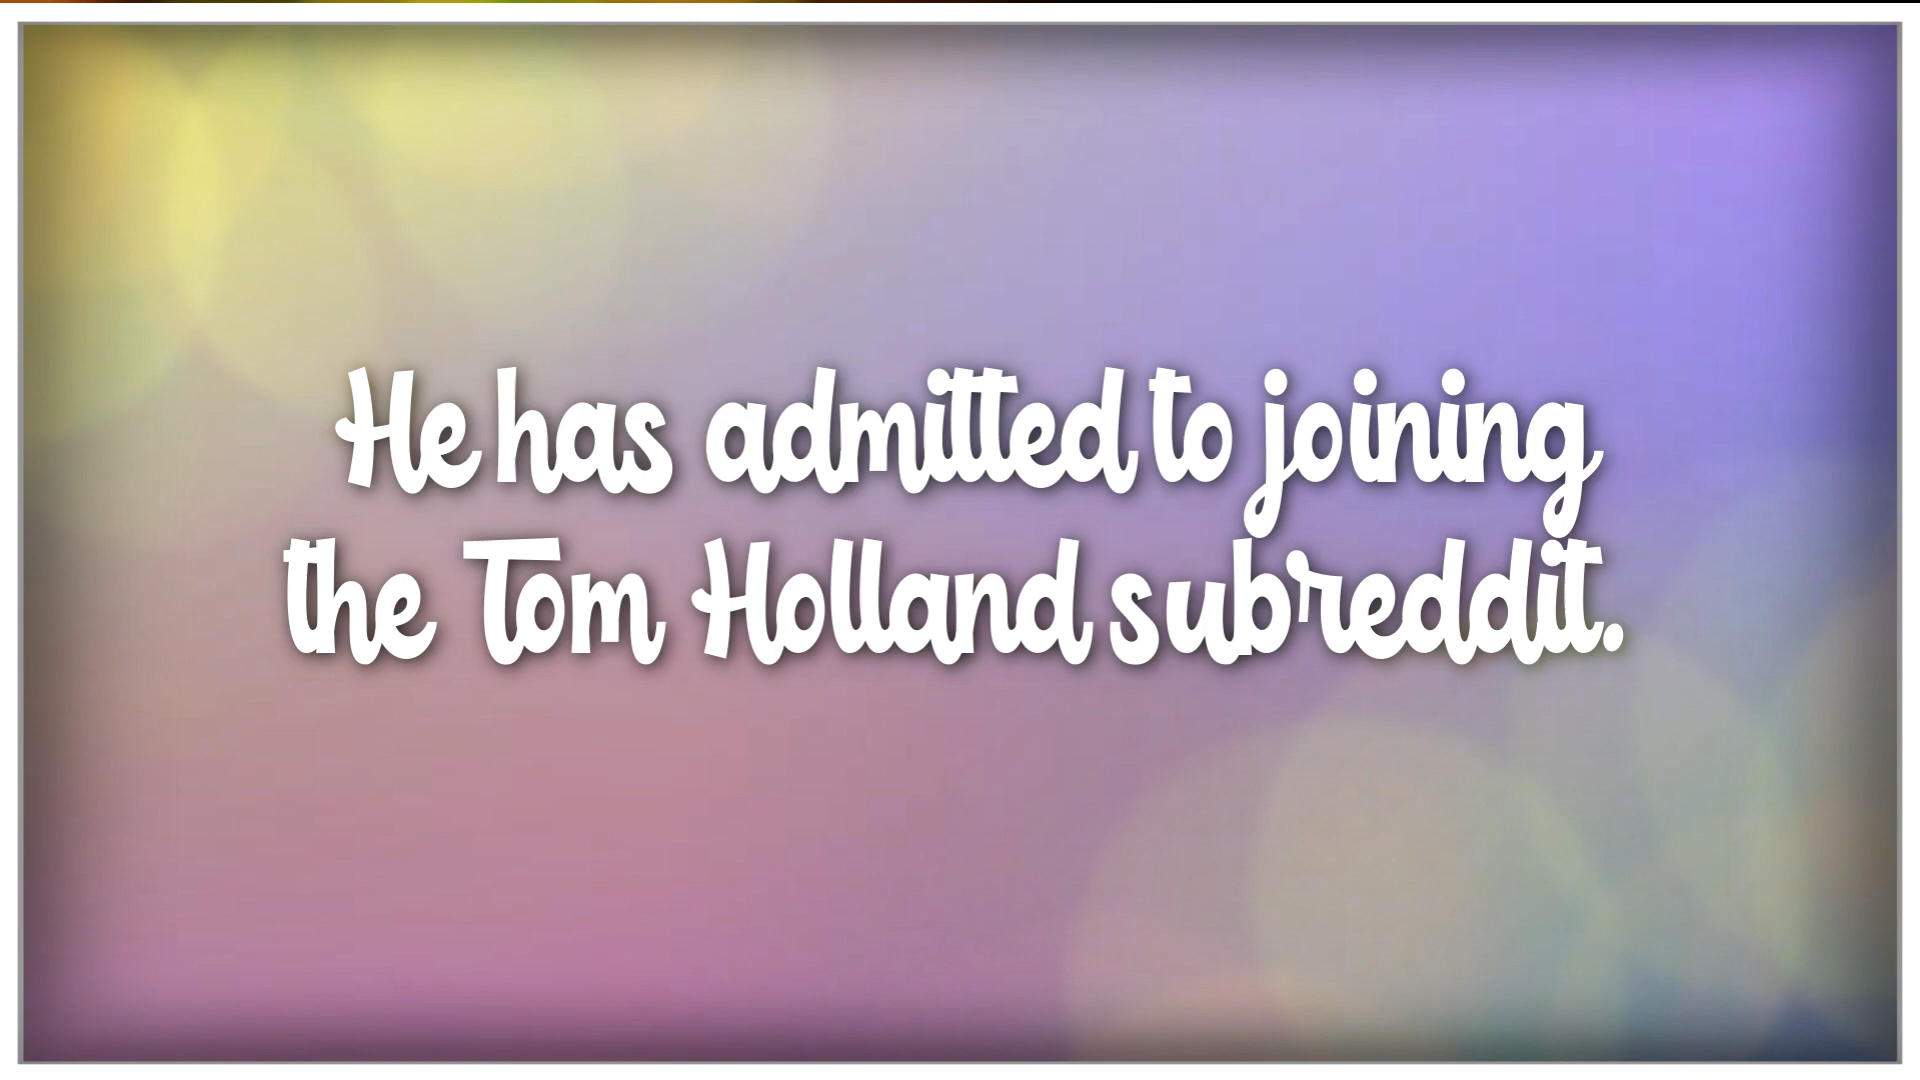 He has admitted to joining
the Tom Holland subreddit.